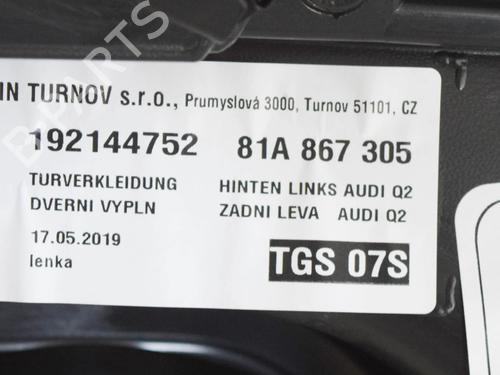 B-PARTS
IN TURNOV s.r.o., Prumyslová 3000, Turnov 51101, CZ
192144752 81A 867 305
TURVERKLEIDUNG HINTEN LINKS AUDI Q2
DVERNI VYPLN ZADNI LEVA AUDI Q2
17.05.2019
lenka TGS 07S